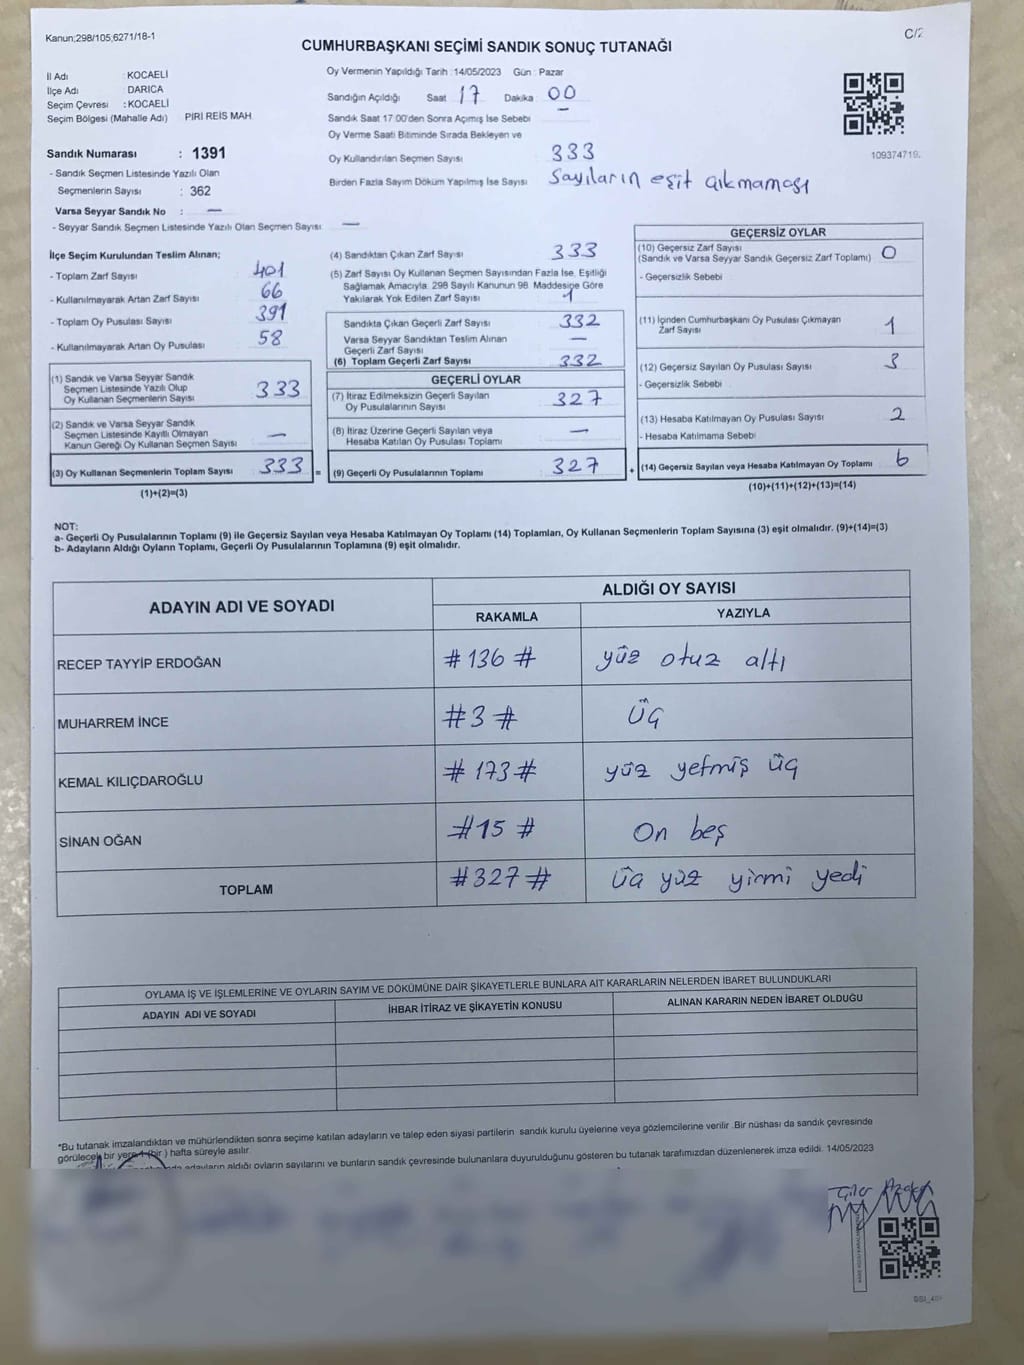 Kanun;298/105,6271/18-1
C/2
CUMHURBAŞKANI SEÇİMİ SANDIK SONUÇ TUTANAĞI
İl Adı : KOCAELİ
İlçe Adı : DARICA
Seçim Çevresi : KOCAELİ
Seçim Bölgesi (Mahalle Adı) PİRİ REİS MAH.
Sandık Numarası : 1391
- Sandık Seçmen Listesinde Yazılı Olan
Seçmenlerin Sayısı : 362
Varsa Seyyar Sandık No : —
- Seyyar Sandık Seçmen Listesinde Yazılı Olan Seçmen Sayısı: —
Oy Vermenin Yapıldığı Tarih :14/05/2023 Gün : Pazar
Sandığın Açıldığı Saat 17 Dakika 00
Sandık Saat 17:00'den Sonra Açımış İse Sebebi —
Oy Verme Saati Bitiminde Sırada Bekleyen ve
Oy Kullandırılan Seçmen Sayısı 333
Birden Fazla Sayım Döküm Yapılmış İse Sayısı Sayıların eşit çıkmaması
109374719.
İlçe Seçim Kurulundan Teslim Alınan;
- Toplam Zarf Sayısı 401
- Kullanılmayarak Artan Zarf Sayısı 66
- Toplam Oy Pusulası Sayısı 391
- Kullanılmayarak Artan Oy Pusulası 58
(1) Sandık ve Varsa Seyyar Sandık
Seçmen Listesinde Yazılı Olup
Oy Kullanan Seçmenlerin Sayısı 333
(2) Sandık ve Varsa Seyyar Sandık
Seçmen Listesinde Kayıtlı Olmayan
Kanun Gereği Oy Kullanan Seçmen Sayısı —
(3) Oy Kullanan Seçmenlerin Toplam Sayısı 333 =
(1)+(2)=(3)
(4) Sandıktan Çıkan Zarf Sayısı 333
(5) Zarf Sayısı Oy Kullanan Seçmen Sayısından Fazla İse, Eşitliği
Sağlamak Amacıyla, 298 Sayılı Kanunun 98. Maddesine Göre
Yakılarak Yok Edilen Zarf Sayısı 1
Sandıkta Çıkan Geçerli Zarf Sayısı 332
Varsa Seyyar Sandıktan Teslim Alınan
Geçerli Zarf Sayısı —
(6) Toplam Geçerli Zarf Sayısı 332
GEÇERLİ OYLAR
(7) İtiraz Edilmeksizin Geçerli Sayılan
Oy Pusulalarının Sayısı 327
(8) İtiraz Üzerine Geçerli Sayılan veya
Hesaba Katılan Oy Pusulası Toplamı —
(9) Geçerli Oy Pusulalarının Toplamı 327 +
GEÇERSİZ OYLAR
(10) Geçersiz Zarf Sayısı
(Sandık ve Varsa Seyyar Sandık Geçersiz Zarf Toplamı) 0
- Geçersizlik Sebebi
(11) İçinden Cumhurbaşkanı Oy Pusulası Çıkmayan
Zarf Sayısı 1
(12) Geçersiz Sayılan Oy Pusulası Sayısı 3
- Geçersizlik Sebebi
(13) Hesaba Katılmayan Oy Pusulası Sayısı 2
- Hesaba Katılmama Sebebi
(14) Geçersiz Sayılan veya Hesaba Katılmayan Oy Toplamı 6
(10)+(11)+(12)+(13)=(14)
NOT:
a- Geçerli Oy Pusulalarının Toplamı (9) ile Geçersiz Sayılan veya Hesaba Katılmayan Oy Toplamı (14) Toplamları, Oy Kullanan Seçmenlerin Toplam Sayısına (3) eşit olmalıdır. (9)+(14)=(3)
b- Adayların Aldığı Oyların Toplamı, Geçerli Oy Pusulalarının Toplamına (9) eşit olmalıdır.
ADAYIN ADI VE SOYADI
ALDIĞI OY SAYISI
RAKAMLA YAZIYLA
RECEP TAYYİP ERDOĞAN #136# yüz otuz altı
MUHARREM İNCE #3# üç
KEMAL KILIÇDAROĞLU #173# yüz yetmiş üç
SİNAN OĞAN #15# On beş
TOPLAM #327# üç yüz yirmi yedi
OYLAMA İŞ VE İŞLEMLERİNE VE OYLARIN SAYIM VE DÖKÜMÜNE DAİR ŞİKAYETLERLE BUNLARA AİT KARARLARIN NELERDEN İBARET BULUNDUKLARI
ADAYIN ADI VE SOYADI İHBAR İTİRAZ VE ŞİKAYETİN KONUSU ALINAN KARARIN NEDEN İBARET OLDUĞU
*Bu tutanak imzalandıktan ve mühürlendikten sonra seçime katılan adayların ve talep eden siyasi partilerin sandık kurulu üyelerine veya gözlemcilerine verilir .Bir nüshası da sandık çevresinde
görülecek bir yere 1 (bir ) hafta süreyle asılır.
adayların aldığı oyların sayılarını ve bunların sandık çevresinde bulunanlara duyurulduğunu gösteren bu tutanak tarafımızdan düzenlenerek imza edildi. 14/05/2023